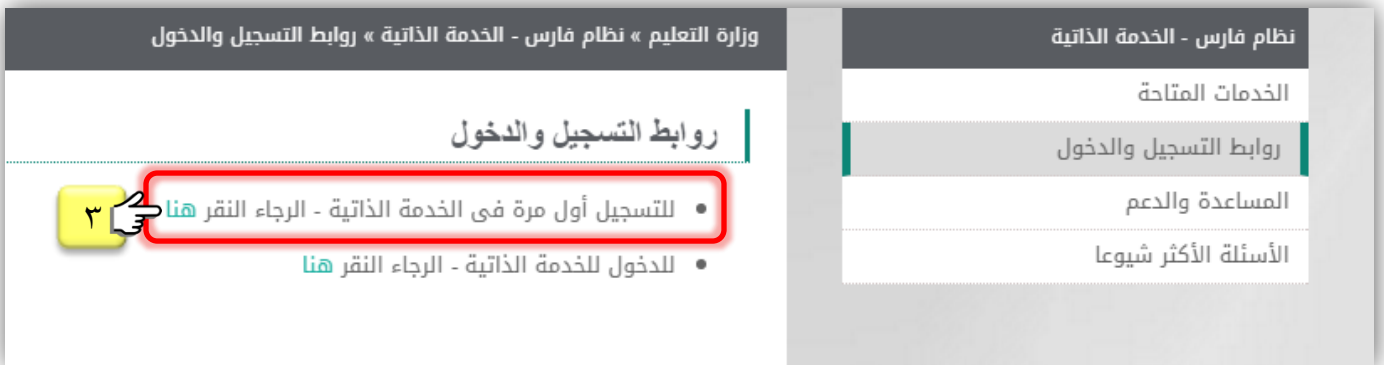 نظام فارس - الخدمة الذاتية
الخدمات المتاحة
روابط التسجيل والدخول
المساعدة والدعم
الأسئلة الأكثر شيوعا
وزارة التعليم » نظام فارس - الخدمة الذاتية » روابط التسجيل والدخول
روابط التسجيل والدخول
للتسجيل أول مرة فى الخدمة الذاتية - الرجاء النقر هنا
٣
للدخول للخدمة الذاتية - الرجاء النقر هنا